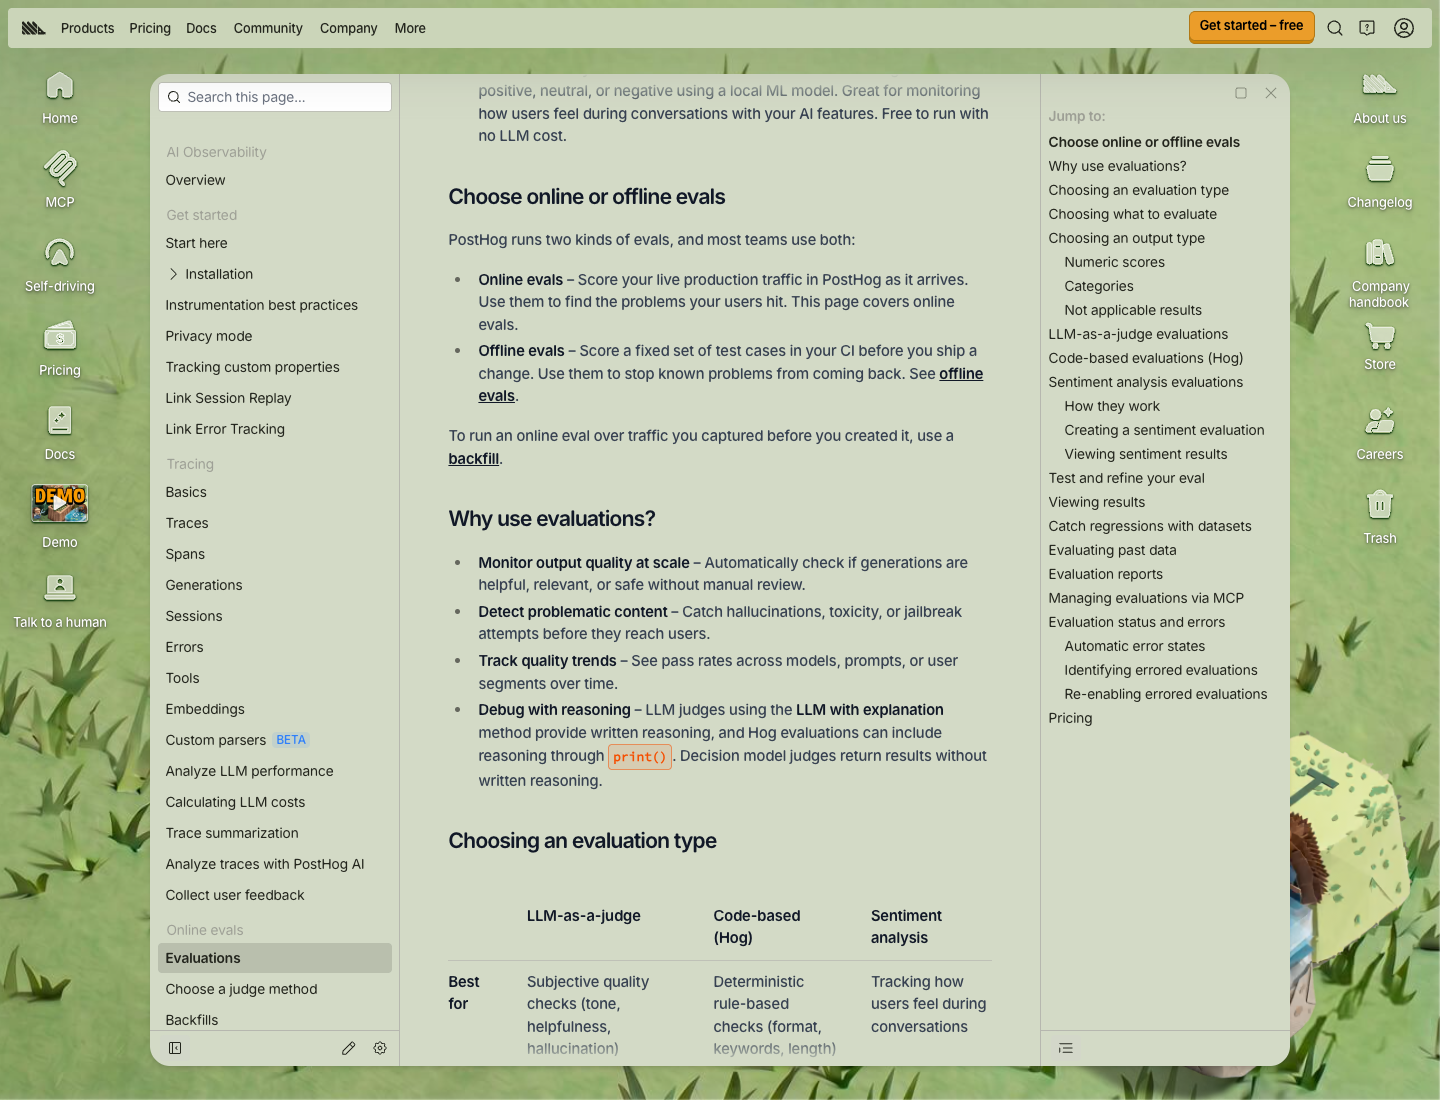 Products Pricing Docs Community Company More
Get started – free
Home
MCP
Self-driving
Pricing
Docs
DEMO
Demo
Talk to a human
Search this page...
AI Observability
Overview
Get started
Start here
Installation
Instrumentation best practices
Privacy mode
Tracking custom properties
Link Session Replay
Link Error Tracking
Tracing
Basics
Traces
Spans
Generations
Sessions
Errors
Tools
Embeddings
Custom parsers BETA
Analyze LLM performance
Calculating LLM costs
Trace summarization
Analyze traces with PostHog AI
Collect user feedback
Online evals
Evaluations
Choose a judge method
Backfills
positive, neutral, or negative using a local ML model. Great for monitoring
how users feel during conversations with your AI features. Free to run with
no LLM cost.
Choose online or offline evals
PostHog runs two kinds of evals, and most teams use both:
Online evals – Score your live production traffic in PostHog as it arrives.
Use them to find the problems your users hit. This page covers online
evals.
Offline evals – Score a fixed set of test cases in your CI before you ship a
change. Use them to stop known problems from coming back. See offline
evals.
To run an online eval over traffic you captured before you created it, use a
backfill.
Why use evaluations?
Monitor output quality at scale – Automatically check if generations are
helpful, relevant, or safe without manual review.
Detect problematic content – Catch hallucinations, toxicity, or jailbreak
attempts before they reach users.
Track quality trends – See pass rates across models, prompts, or user
segments over time.
Debug with reasoning – LLM judges using the LLM with explanation
method provide written reasoning, and Hog evaluations can include
reasoning through print(). Decision model judges return results without
written reasoning.
Choosing an evaluation type
LLM-as-a-judge Code-based Sentiment
(Hog) analysis
Best Subjective quality Deterministic Tracking how
for checks (tone, rule-based users feel during
helpfulness, checks (format, conversations
hallucination) keywords, length)
Jump to:
Choose online or offline evals
Why use evaluations?
Choosing an evaluation type
Choosing what to evaluate
Choosing an output type
Numeric scores
Categories
Not applicable results
LLM-as-a-judge evaluations
Code-based evaluations (Hog)
Sentiment analysis evaluations
How they work
Creating a sentiment evaluation
Viewing sentiment results
Test and refine your eval
Viewing results
Catch regressions with datasets
Evaluating past data
Evaluation reports
Managing evaluations via MCP
Evaluation status and errors
Automatic error states
Identifying errored evaluations
Re-enabling errored evaluations
Pricing
About us
Changelog
Company
handbook
Store
Careers
Trash